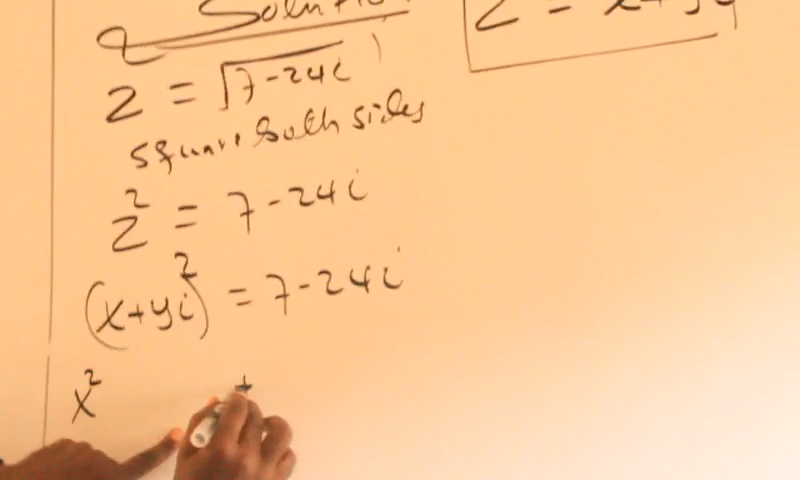 Solution
Z = x+yi
Z = √7-24i
square both sides
Z² = 7-24i
(x+yi)² = 7-24i
x² +